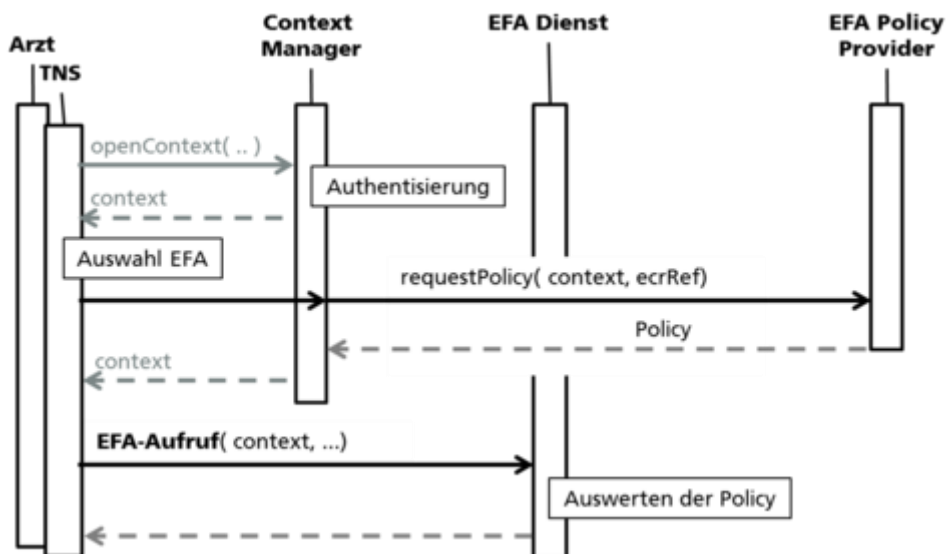 Arzt
TNS
Context
Manager
EFA Dienst
EFA Policy
Provider
openContext( .. )
Authentisierung
context
Auswahl EFA
requestPolicy( context, ecrRef)
Policy
context
EFA-Aufruf( context, ...)
Auswerten der Policy